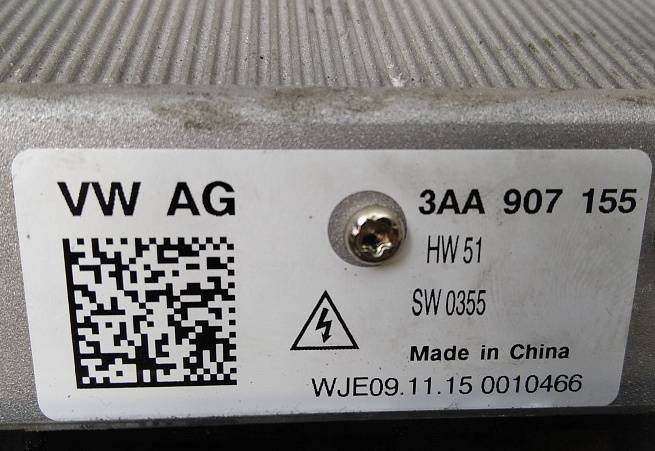 VW AG
3AA 907 155
HW 51
SW 0355
Made in China
WJE09.11.15 0010466